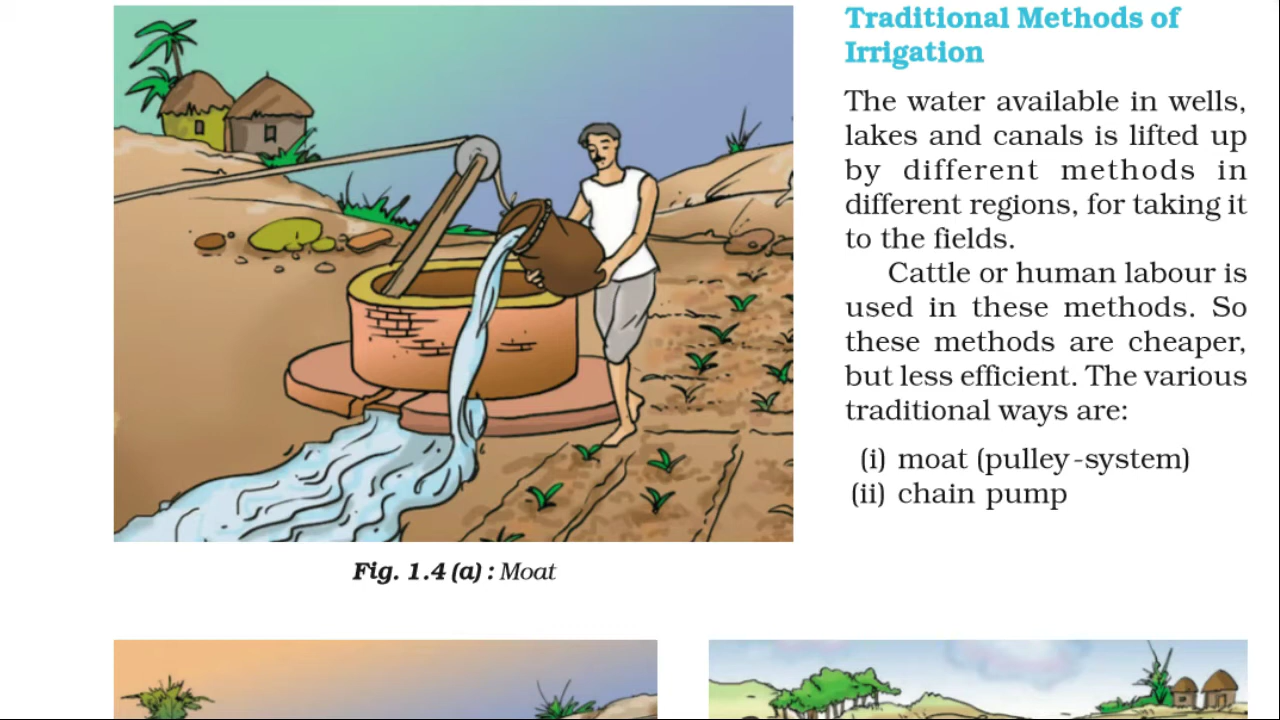 Traditional Methods of
Irrigation
The water available in wells,
lakes and canals is lifted up
by different methods in
different regions, for taking it
to the fields.
Cattle or human labour is
used in these methods. So
these methods are cheaper,
but less efficient. The various
traditional ways are:
(i) moat (pulley-system)
(ii) chain pump
Fig. 1.4 (a) : Moat